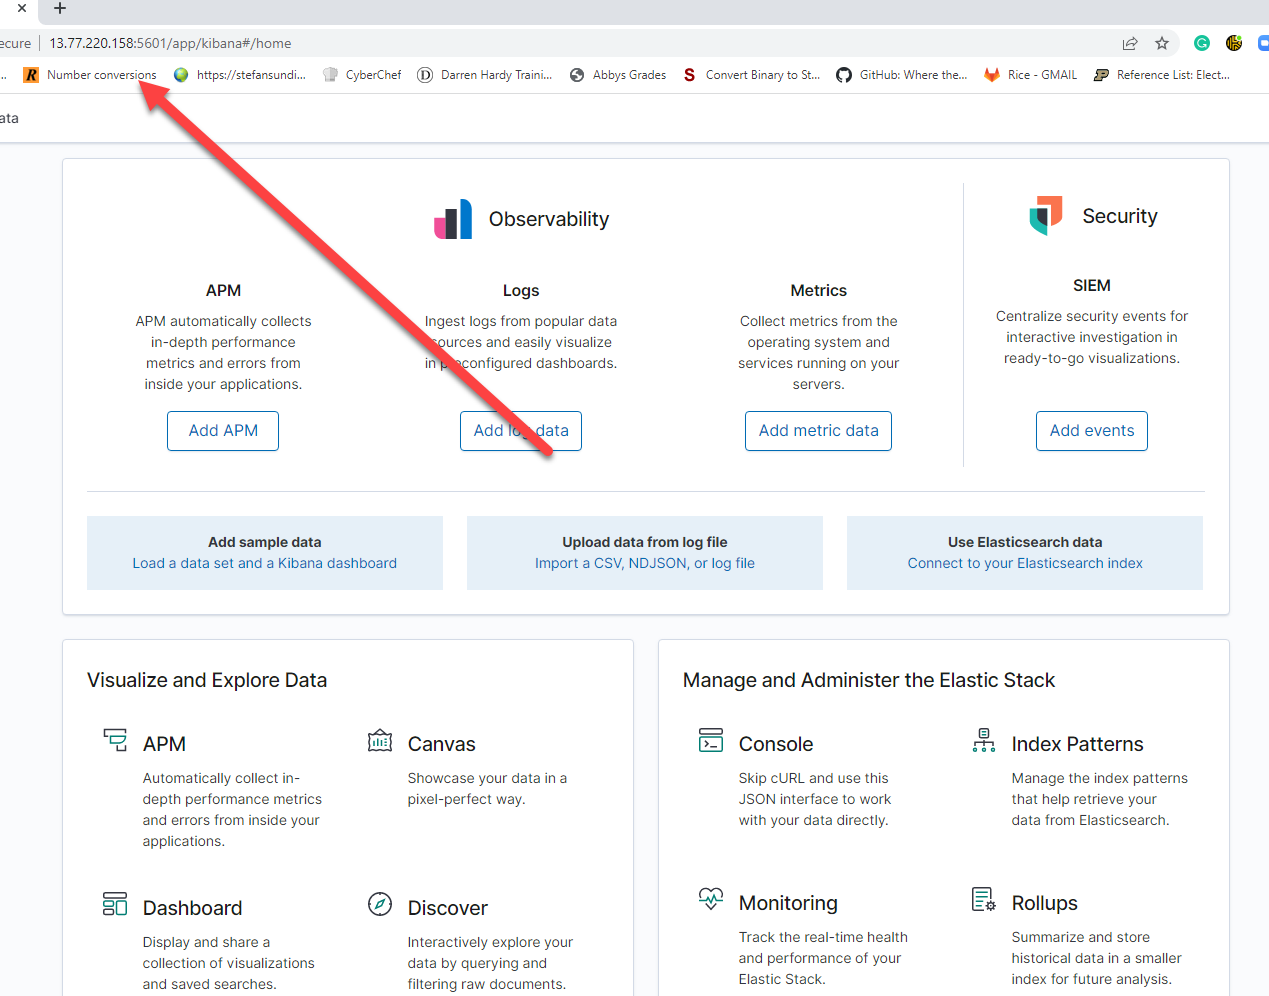 ecure 13.77.220.158:5601/app/kibana#/home
... Number conversions https://stefansundi... CyberChef Darren Hardy Traini... Abbys Grades Convert Binary to St... GitHub: Where the... Rice - GMAIL Reference List: Elect...
ata
Observability
Security
APM
APM automatically collects
in-depth performance
metrics and errors from
inside your applications.
Add APM
Logs
Ingest logs from popular data
sources and easily visualize
in preconfigured dashboards.
Add log data
Metrics
Collect metrics from the
operating system and
services running on your
servers.
Add metric data
SIEM
Centralize security events for
interactive investigation in
ready-to-go visualizations.
Add events
Add sample data
Load a data set and a Kibana dashboard
Upload data from log file
Import a CSV, NDJSON, or log file
Use Elasticsearch data
Connect to your Elasticsearch index
Visualize and Explore Data
APM
Automatically collect in-
depth performance metrics
and errors from inside your
applications.
Canvas
Showcase your data in a
pixel-perfect way.
Dashboard
Display and share a
collection of visualizations
and saved searches.
Discover
Interactively explore your
data by querying and
filtering raw documents.
Manage and Administer the Elastic Stack
Console
Skip cURL and use this
JSON interface to work
with your data directly.
Index Patterns
Manage the index patterns
that help retrieve your
data from Elasticsearch.
Monitoring
Track the real-time health
and performance of your
Elastic Stack.
Rollups
Summarize and store
historical data in a smaller
index for future analysis.